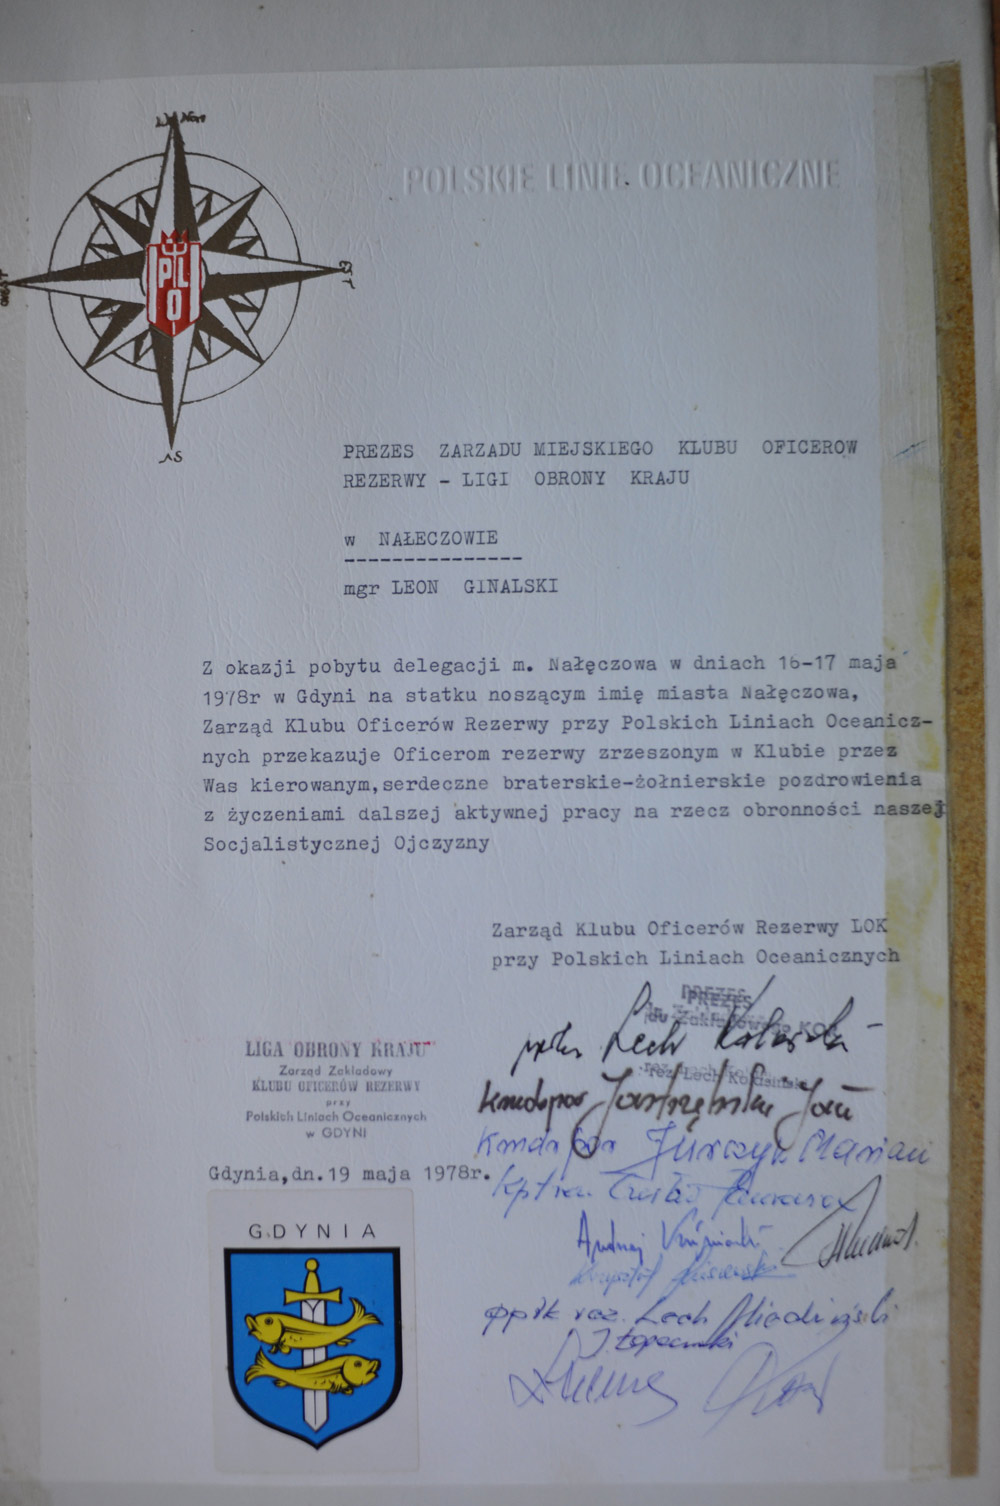 POLSKIE LINIE OCEANICZNE
PLO
PREZES ZARZADU MIEJSKIEGO KLUBU OFICEROW
REZERWY - LIGI OBRONY KRAJU
w NAŁECZOWIE
mgr LEON GINALSKI
Z okazji pobytu delegacji m. Nałęczowa w dniach 16-17 maja
1978r w Gdyni na statku noszącym imię miasta Nałęczowa,
Zarząd Klubu Oficerów Rezerwy przy Polskich Liniach Oceanicz-
nych przekazuje Oficerom rezerwy zrzeszonym w Klubie przez
Was kierowanym, serdeczne braterskie-żołnierskie pozdrowienia
z życzeniami dalszej aktywnej pracy na rzecz obronności naszej
Socjalistycznej Ojczyzny
Zarząd Klubu Oficerów Rezerwy LOK
przy Polskich Liniach Oceanicznych
PREZES
Lech
LIGA OBRONY KRAJU
Zarząd Zakładowy
KLUBU OFICERÓW REZERWY
przy
Polskich Liniach Oceanicznych
w GDYNI
Jan
Jurczyk Marian
Gdynia,dn.19 maja 1978r.
Andrzej
Krzysztof
ppłk rez. Lech
GDYNIA